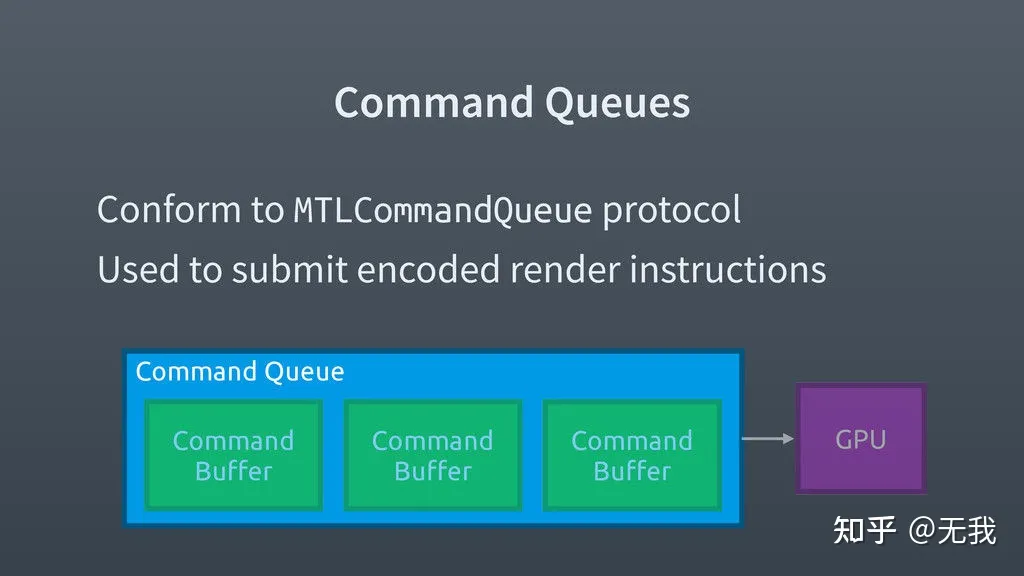 Command Queues
Conform to MTLCommandQueue protocol
Used to submit encoded render instructions
Command Queue
Command
Buffer
Command
Buffer
Command
Buffer
GPU
知乎 @无我